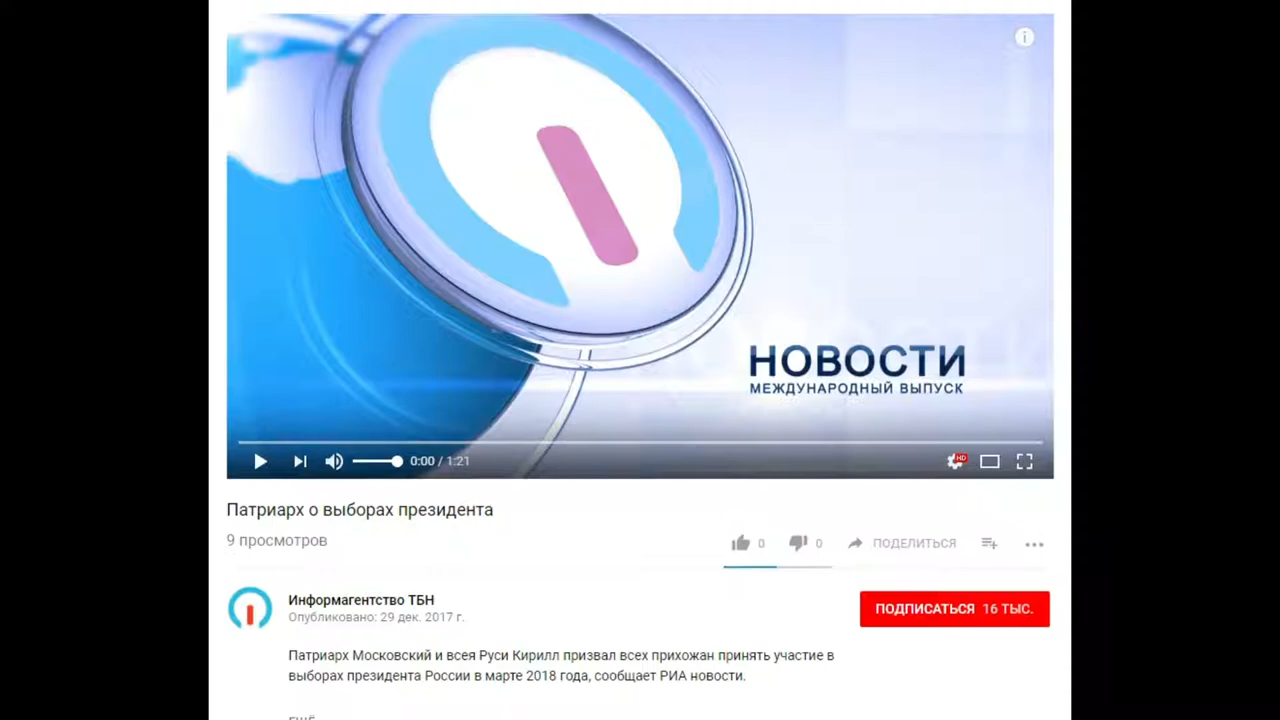 НОВОСТИ
МЕЖДУНАРОДНЫЙ ВЫПУСК
0:00 / 1:21
HD
Патриарх о выборах президента
9 просмотров
0
0
ПОДЕЛИТЬСЯ
Информагентство ТБН
Опубликовано: 29 дек. 2017 г.
ПОДПИСАТЬСЯ 16 ТЫС.
Патриарх Московский и всея Руси Кирилл призвал всех прихожан принять участие в
выборах президента России в марте 2018 года, сообщает РИА новости.
ЕЩЁ